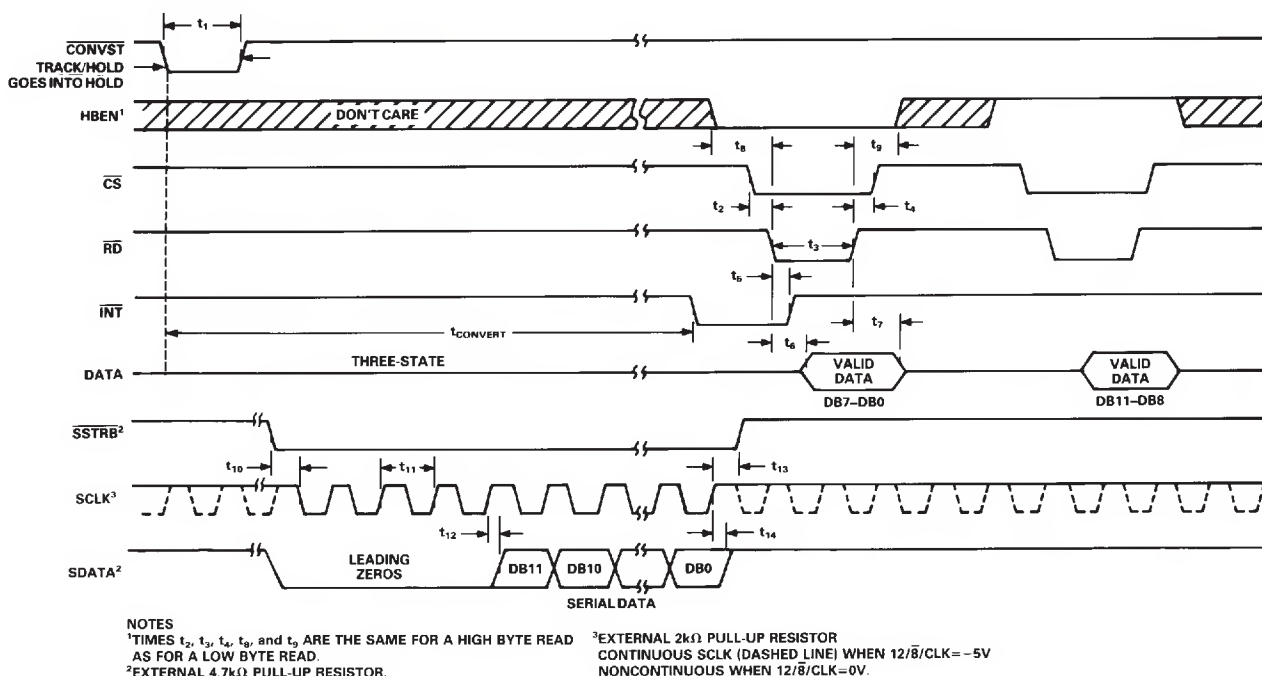 t1
CONVST
TRACK/HOLD
GOES INTO HOLD
HBEN1
DON'T CARE
t8
t9
CS
t2
t4
RD
t3
t5
INT
tCONVERT
t7
t6
THREE-STATE
DATA
VALID
DATA
VALID
DATA
DB7–DB0
DB11–DB8
SSTRB2
t10
t11
t13
SCLK3
t12
t14
SDATA2
LEADING
ZEROS
DB11
DB10
DB0
SERIAL DATA
NOTES
1TIMES t2, t3, t4, t8, and t9 ARE THE SAME FOR A HIGH BYTE READ
AS FOR A LOW BYTE READ.
2EXTERNAL 4.7kΩ PULL-UP RESISTOR.
3EXTERNAL 2kΩ PULL-UP RESISTOR
CONTINUOUS SCLK (DASHED LINE) WHEN 12/8/CLK=–5V
NONCONTINUOUS WHEN 12/8/CLK=0V.